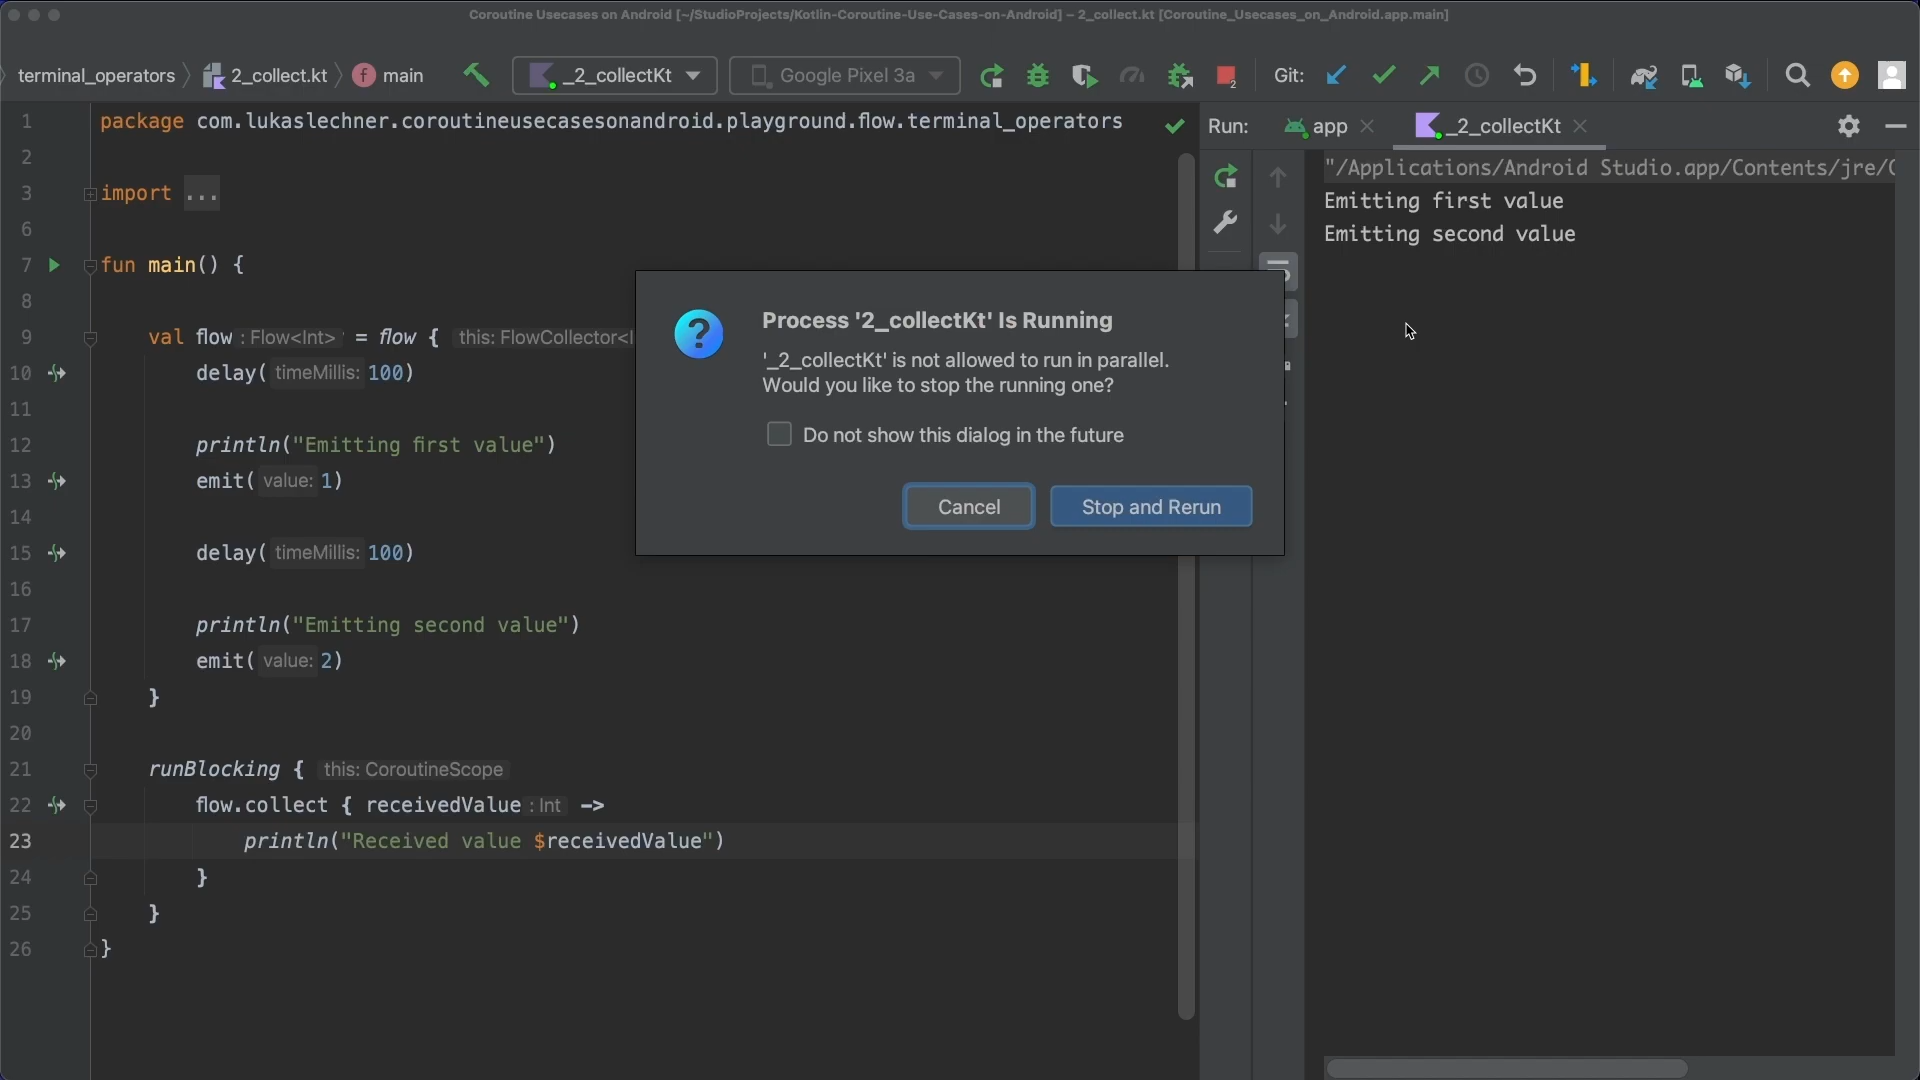 Coroutine Usecases on Android [~/StudioProjects/Kotlin-Coroutine-Use-Cases-on-Android] – 2_collect.kt [Coroutine_Usecases_on_Android.app.main]
terminal_operators 2_collect.kt f main _2_collectKt Google Pixel 3a 2 Git:
1 package com.lukaslechner.coroutineusecasesonandroid.playground.flow.terminal_operators
2
3 import ...
6
7 fun main() {
8
9 val flow : Flow<Int> = flow { this: FlowCollector<I
10 delay( timeMillis: 100)
11
12 println("Emitting first value")
13 emit( value: 1)
14
15 delay( timeMillis: 100)
16
17 println("Emitting second value")
18 emit( value: 2)
19 }
20
21 runBlocking { this: CoroutineScope
22 flow.collect { receivedValue : Int ->
23 println("Received value $receivedValue")
24 }
25 }
26 }
Run: app _2_collectKt
"/Applications/Android Studio.app/Contents/jre/C
Emitting first value
Emitting second value
?
Process '2_collectKt' Is Running
'_2_collectKt' is not allowed to run in parallel.
Would you like to stop the running one?
Do not show this dialog in the future
Cancel Stop and Rerun